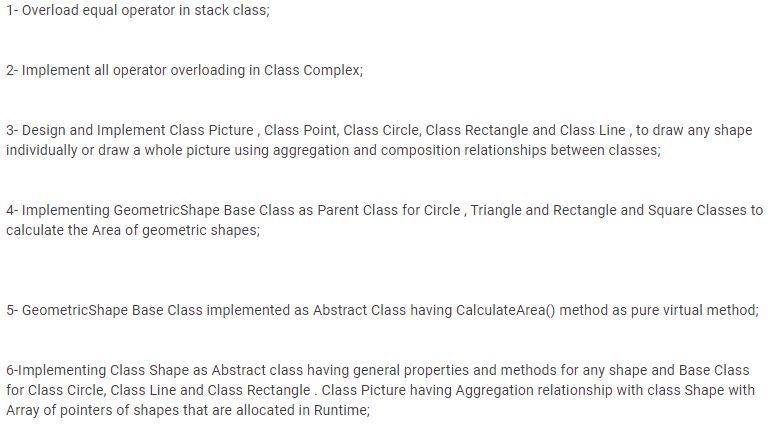 1- Overload equal operator in stack class;
2- Implement all operator overloading in Class Complex;
3- Design and Implement Class Picture , Class Point, Class Circle, Class Rectangle and Class Line , to draw any shape
individually or draw a whole picture using aggregation and composition relationships between classes;
4- Implementing GeometricShape Base Class as Parent Class for Circle , Triangle and Rectangle and Square Classes to
calculate the Area of geometric shapes;
5- GeometricShape Base Class implemented as Abstract Class having CalculateArea() method as pure virtual method;
6-Implementing Class Shape as Abstract class having general properties and methods for any shape and Base Class
for Class Circle, Class Line and Class Rectangle . Class Picture having Aggregation relationship with class Shape with
Array of pointers of shapes that are allocated in Runtime;